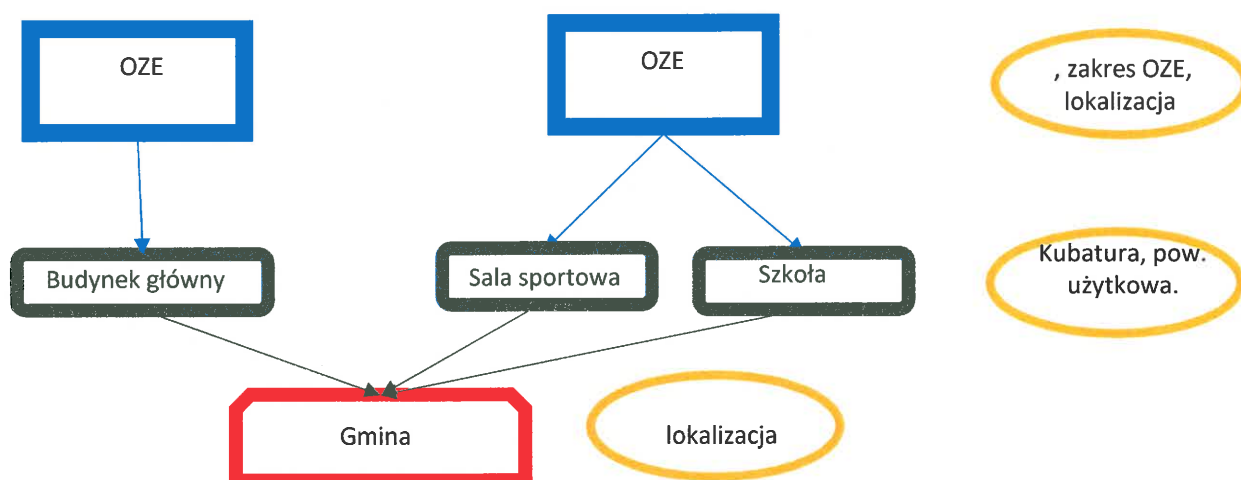 OZE
OZE
, zakres OZE,
lokalizacja
Budynek główny
Sala sportowa
Szkoła
Kubatura, pow.
użytkowa.
Gmina
lokalizacja